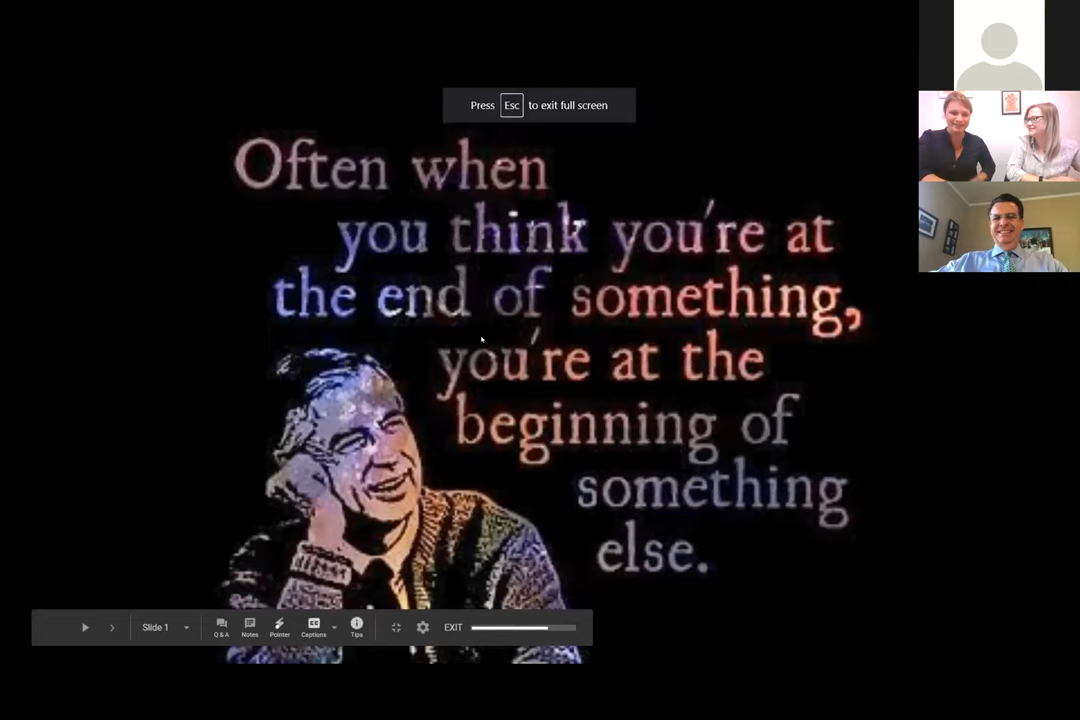 Press Esc to exit full screen
Often when
you think you're at
the end of something,
you're at the
beginning of
something
else.
Slide 1
Q & A
Notes
Pointer
Captions
Tips
EXIT